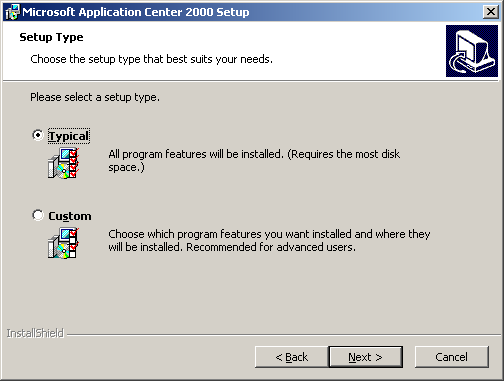 Microsoft Application Center 2000 Setup
Setup Type
Choose the setup type that best suits your needs.
Please select a setup type.
Typical
All program features will be installed. (Requires the most disk
space.)
Custom
Choose which program features you want installed and where they
will be installed. Recommended for advanced users.
InstallShield
< Back
Next >
Cancel